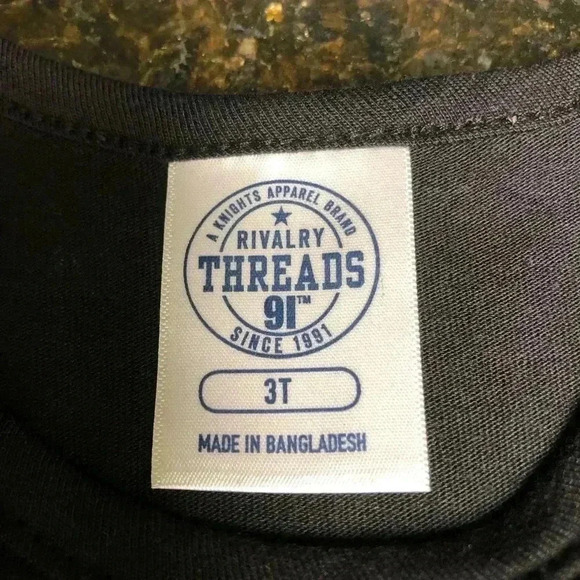 A KNIGHTS APPAREL BRAND
RIVALRY
THREADS
91™
SINCE 1991
3T
MADE IN BANGLADESH